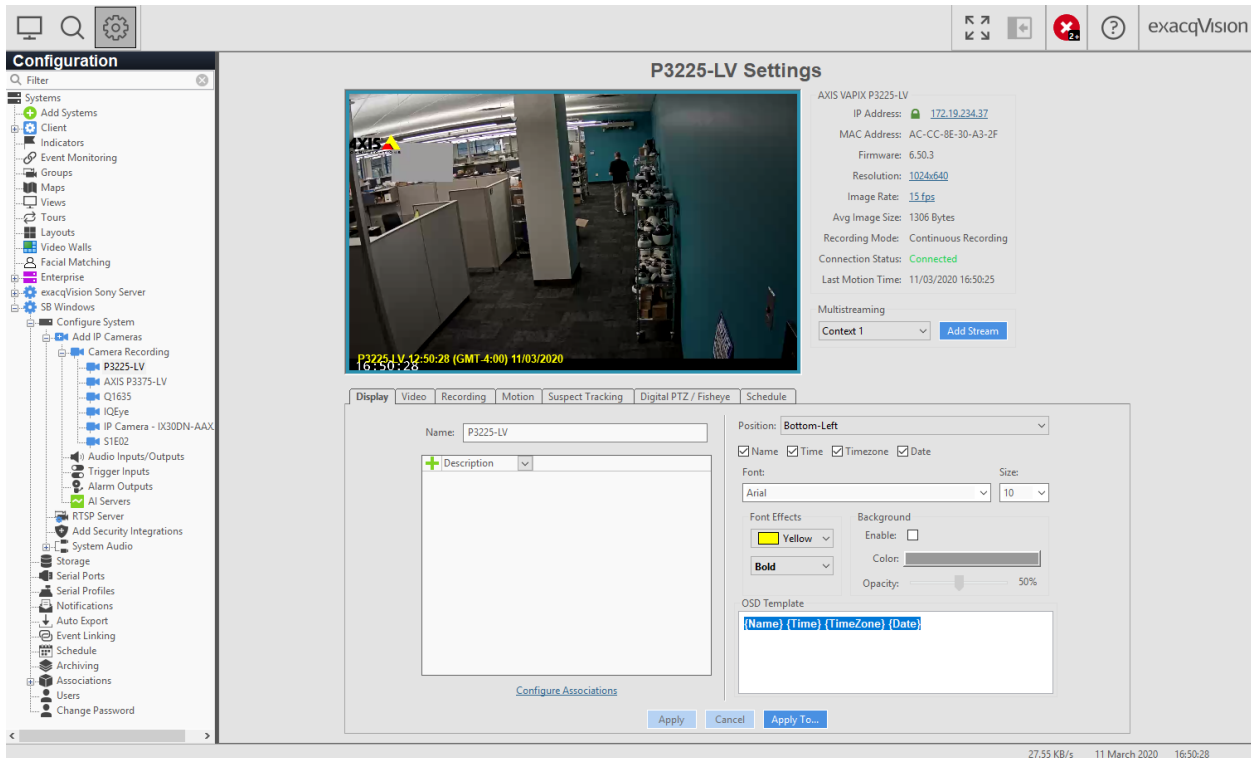 exacqVision
2+
?
Configuration
Filter
Systems
Add Systems
Client
Indicators
Event Monitoring
Groups
Maps
Views
Tours
Layouts
Video Walls
Facial Matching
Enterprise
exacqVision Sony Server
SB Windows
Configure System
Add IP Cameras
Camera Recording
P3225-LV
AXIS P3375-LV
Q1635
IQEye
IP Camera - IX30DN-AAX
S1E02
Audio Inputs/Outputs
Trigger Inputs
Alarm Outputs
AI Servers
RTSP Server
Add Security Integrations
System Audio
Storage
Serial Ports
Serial Profiles
Notifications
Auto Export
Event Linking
Schedule
Archiving
Associations
Users
Change Password
P3225-LV Settings
AXIS
P3225-LV 12:50:28 (GMT-4:00) 11/03/2020
16:50:28
AXIS VAPIX P3225-LV
IP Address: 172.19.234.37
MAC Address: AC-CC-8E-30-A3-2F
Firmware: 6.50.3
Resolution: 1024x640
Image Rate: 15 fps
Avg Image Size: 1306 Bytes
Recording Mode: Continuous Recording
Connection Status: Connected
Last Motion Time: 11/03/2020 16:50:25
Multistreaming
Context 1 Add Stream
Display Video Recording Motion Suspect Tracking Digital PTZ / Fisheye Schedule
Name: P3225-LV
Description
Configure Associations
Position: Bottom-Left
Name Time Timezone Date
Font: Size:
Arial 10
Font Effects Background
Yellow Enable:
Bold Color:
Opacity: 50%
OSD Template
{Name} {Time} {TimeZone} {Date}
Apply Cancel Apply To...
27.55 KB/s 11 March 2020 16:50:28